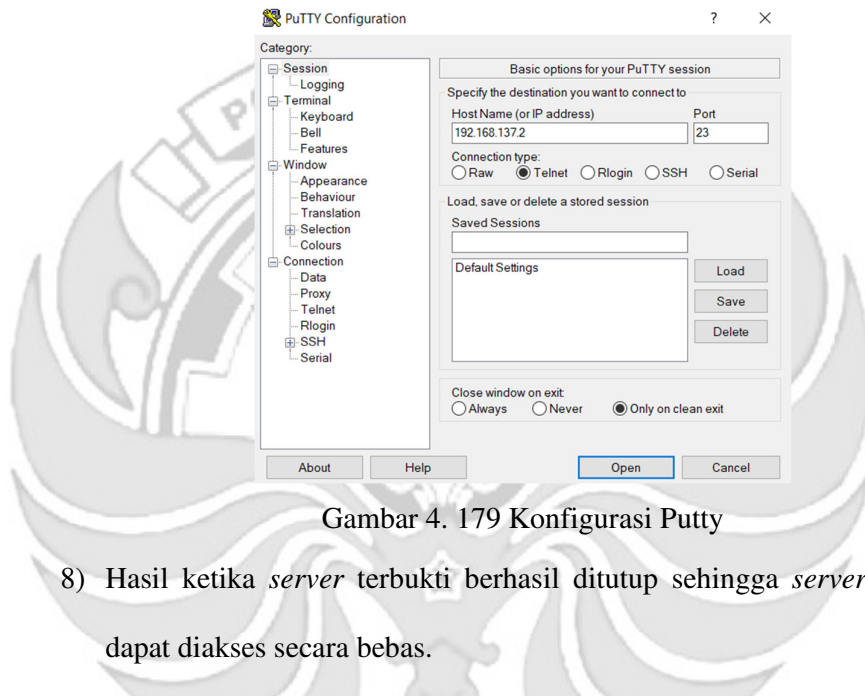 PuTTY Configuration
? ×
Category:
Session
Logging
Terminal
Keyboard
Bell
Features
Window
Appearance
Behaviour
Translation
Selection
Colours
Connection
Data
Proxy
Telnet
Rlogin
SSH
Serial
Basic options for your PuTTY session
Specify the destination you want to connect to
Host Name (or IP address) Port
192.168.137.2 23
Connection type:
Raw Telnet Rlogin SSH Serial
Load, save or delete a stored session
Saved Sessions
Default Settings
Load
Save
Delete
Close window on exit:
Always Never Only on clean exit
About Help Open Cancel
Gambar 4. 179 Konfigurasi Putty
8) Hasil ketika server terbukti berhasil ditutup sehingga server
dapat diakses secara bebas.